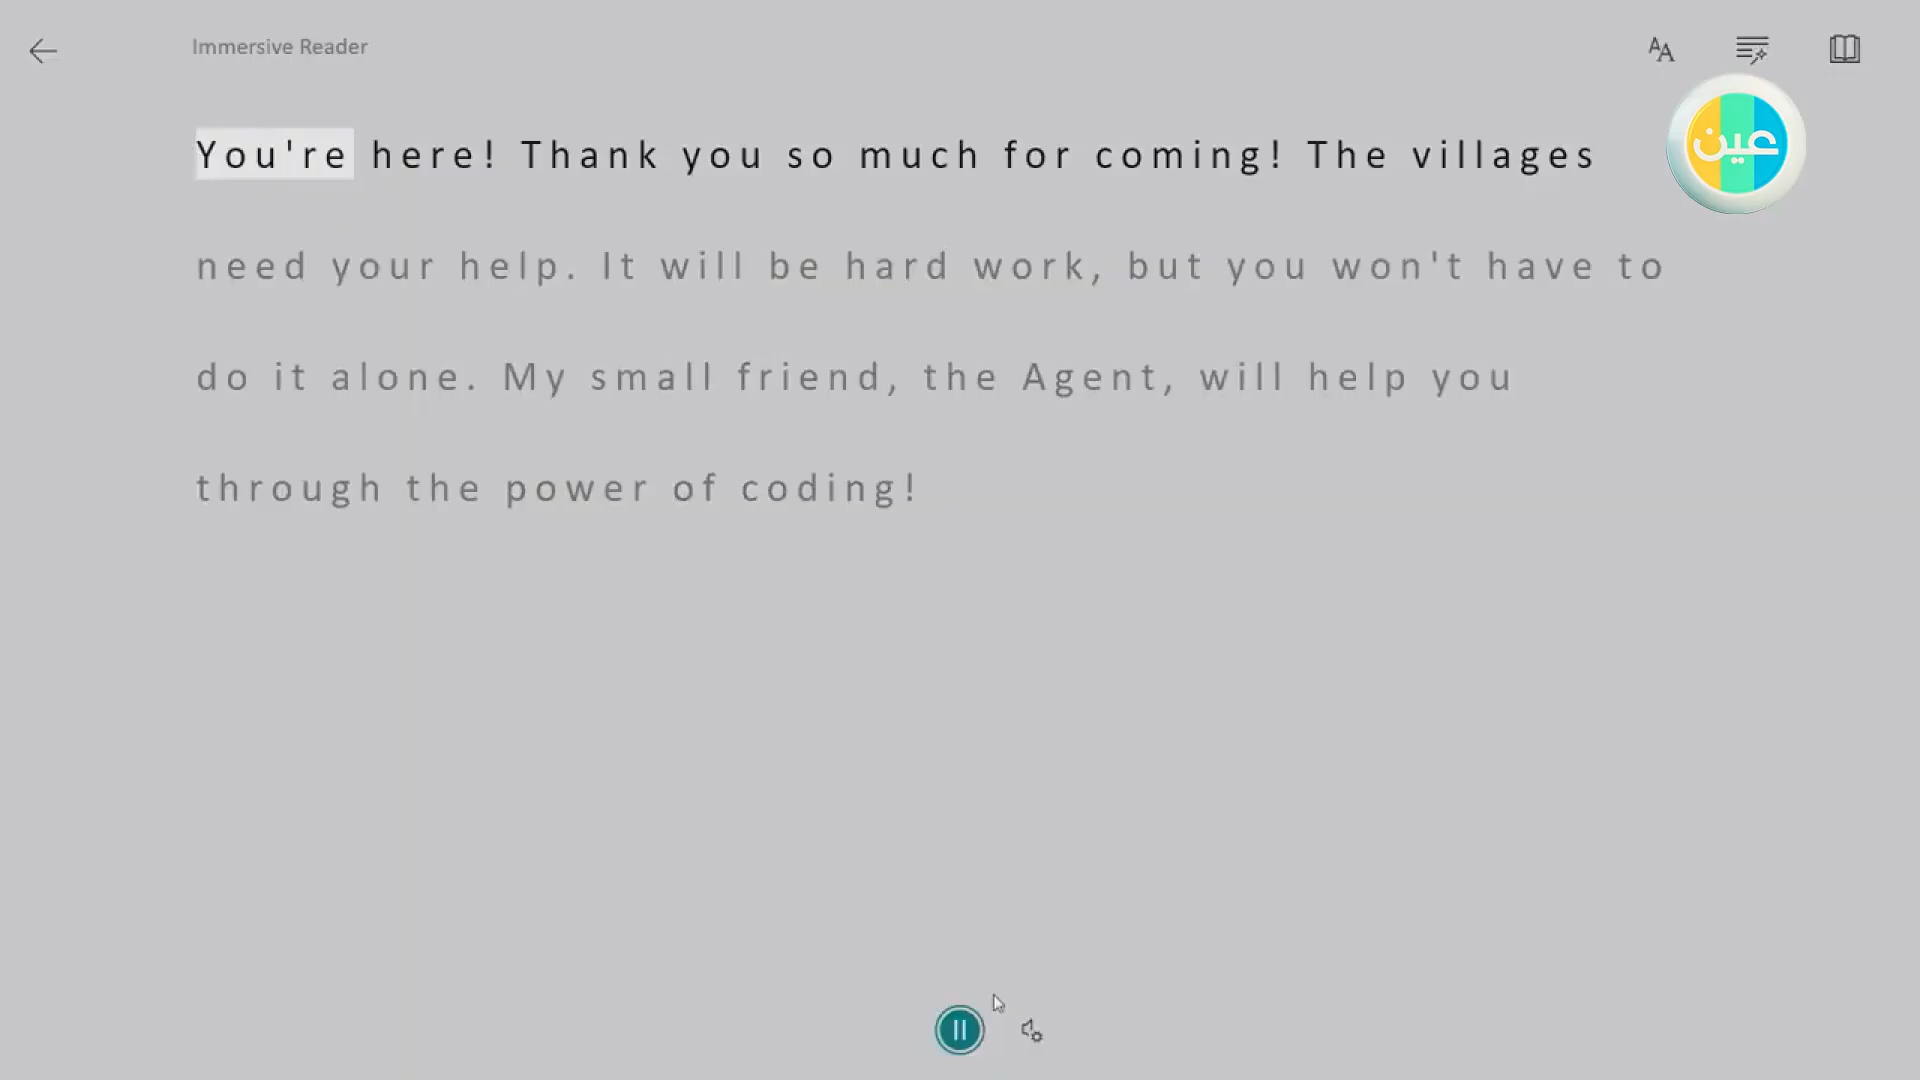 Immersive Reader
عين
You're here! Thank you so much for coming! The villages
need your help. It will be hard work, but you won't have to
do it alone. My small friend, the Agent, will help you
through the power of coding!